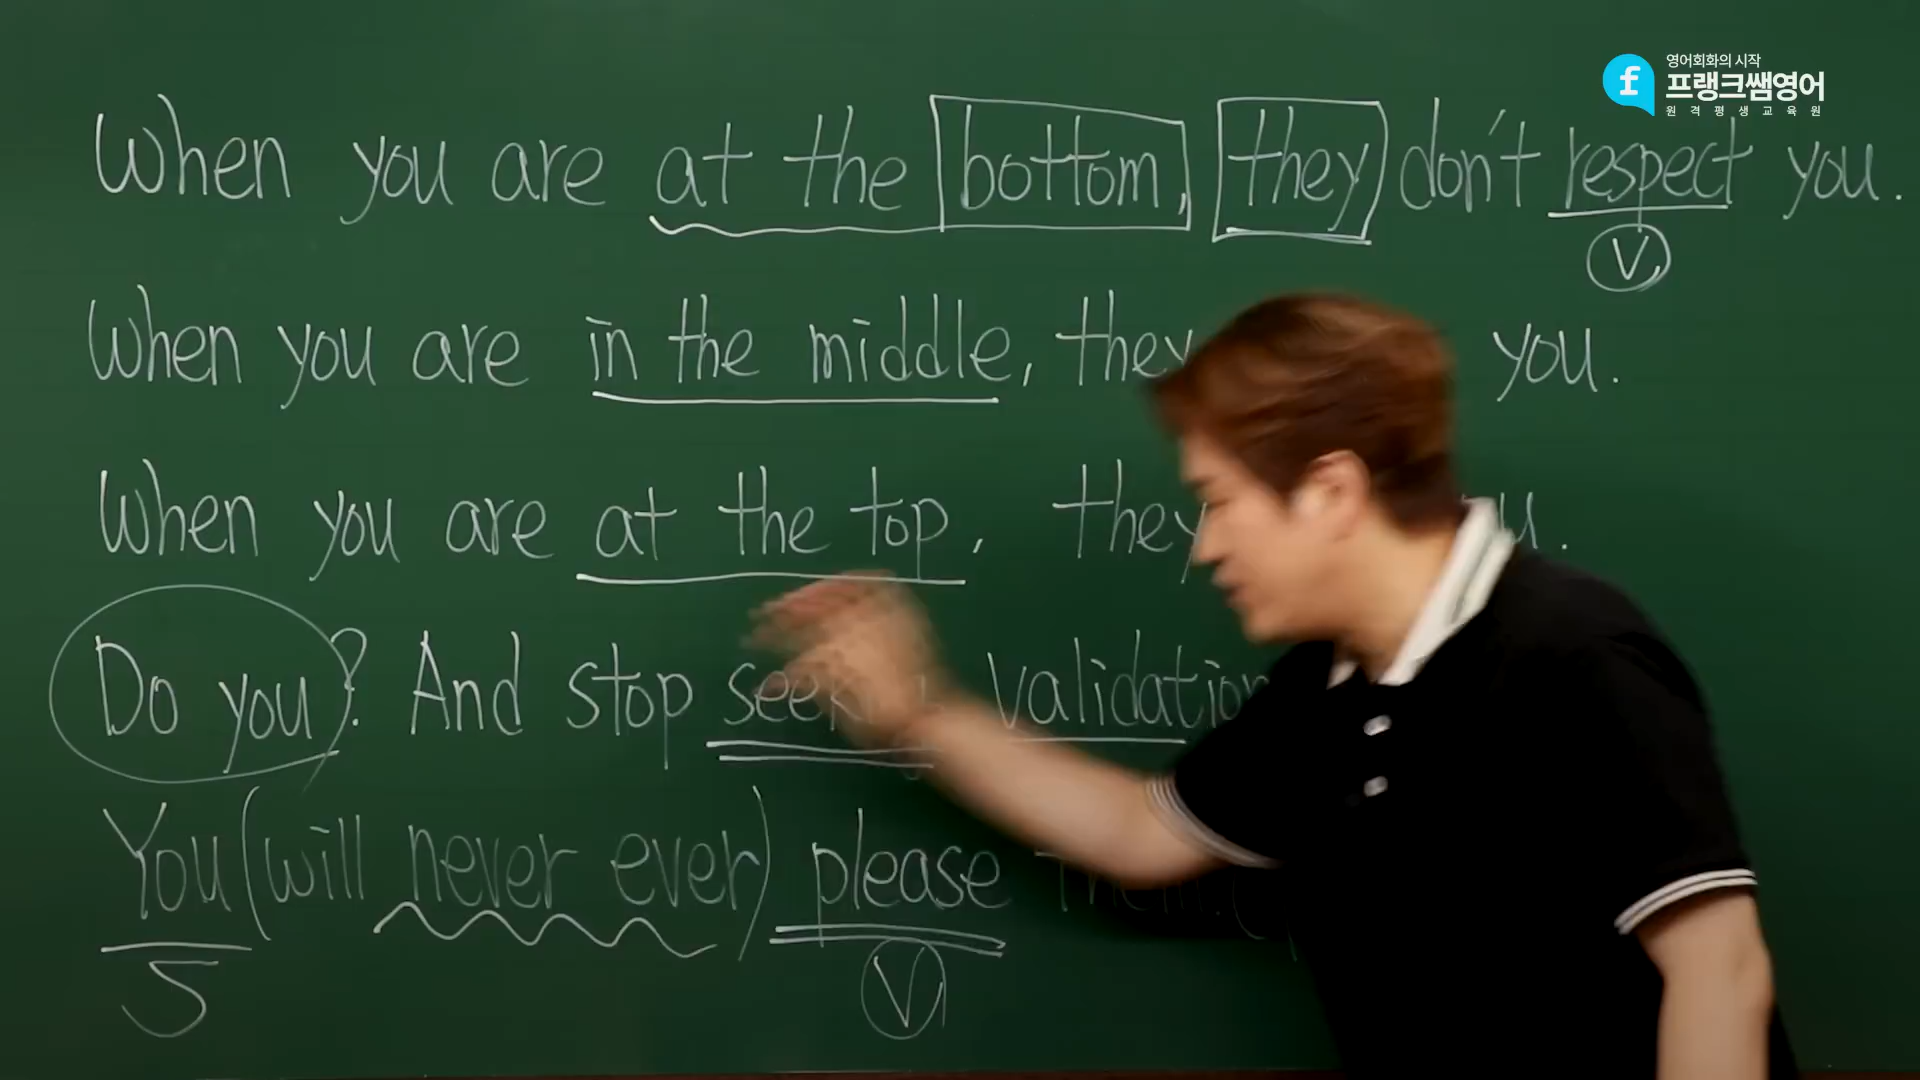 영어회화의 시작
프랭크쌤영어
원격평생교육원
When you are at the bottom, they don't respect you.
V
When you are in the middle, they you.
When you are at the top, they
Do you? And stop validation
You (will never ever) please
S V